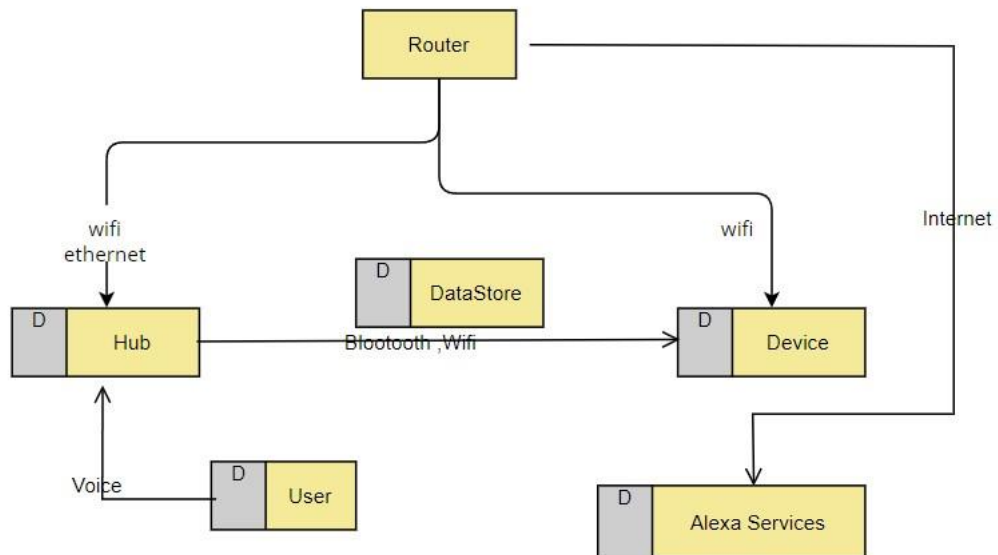 Router
Internet
wifi
ethernet
wifi
D
DataStore
D
Hub
Blootooth ,Wifi
D
Device
Voice
D
User
D
Alexa Services